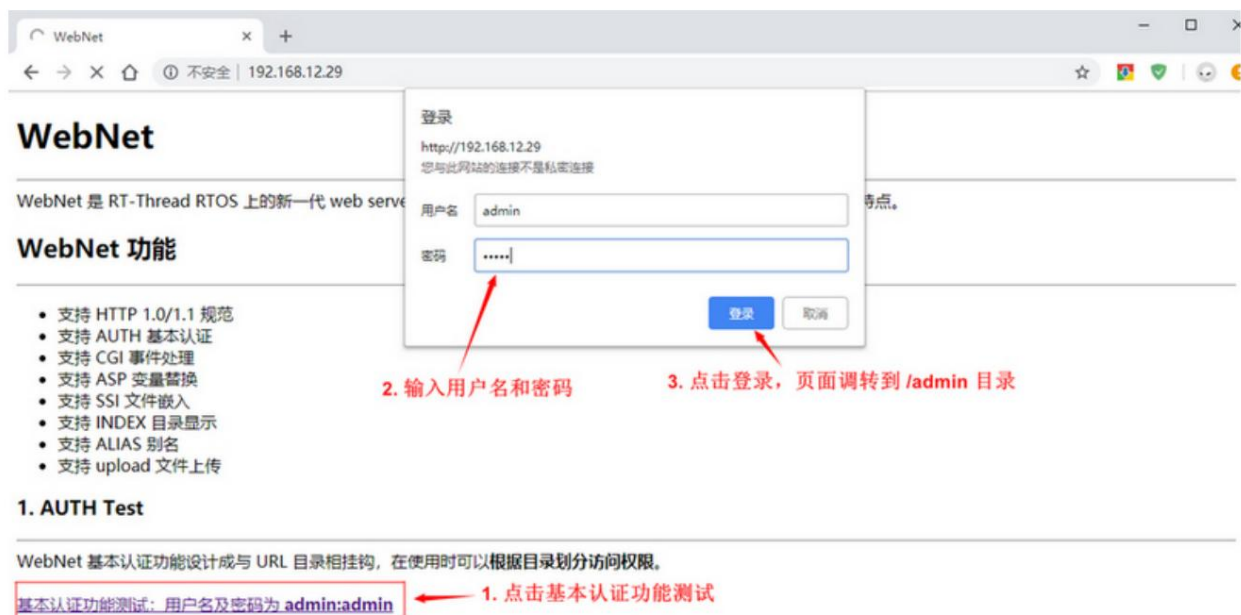 WebNet
不安全 | 192.168.12.29
WebNet
WebNet 是 RT-Thread RTOS 上的新一代 web serve
特点。
登录
http://192.168.12.29
您与此网站的连接不是私密连接
用户名 admin
密码 •••••
登录 取消
WebNet 功能
支持 HTTP 1.0/1.1 规范
支持 AUTH 基本认证
支持 CGI 事件处理
支持 ASP 变量替换
支持 SSI 文件嵌入
支持 INDEX 目录显示
支持 ALIAS 别名
支持 upload 文件上传
2. 输入用户名和密码
3. 点击登录，页面调转到 /admin 目录
1. AUTH Test
WebNet 基本认证功能设计成与 URL 目录相挂钩，在使用时可以根据目录划分访问权限。
基本认证功能测试：用户名及密码为 admin:admin
1. 点击基本认证功能测试